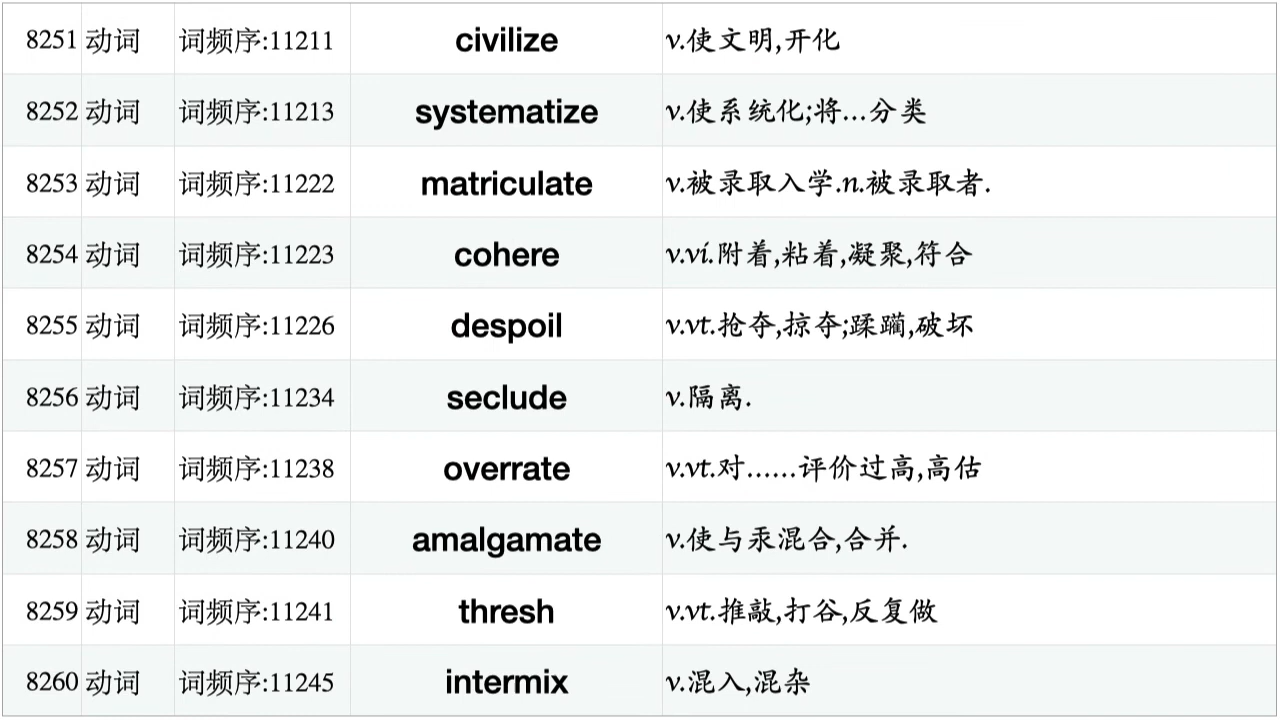 8251 动词 词频序:11211 civilize v.使文明,开化
8252 动词 词频序:11213 systematize v.使系统化;将…分类
8253 动词 词频序:11222 matriculate v.被录取入学.n.被录取者.
8254 动词 词频序:11223 cohere v.vi.附着,粘着,凝聚,符合
8255 动词 词频序:11226 despoil v.vt.抢夺,掠夺;蹂躏,破坏
8256 动词 词频序:11234 seclude v.隔离.
8257 动词 词频序:11238 overrate v.vt.对……评价过高,高估
8258 动词 词频序:11240 amalgamate v.使与汞混合,合并.
8259 动词 词频序:11241 thresh v.vt.推敲,打谷,反复做
8260 动词 词频序:11245 intermix v.混入,混杂